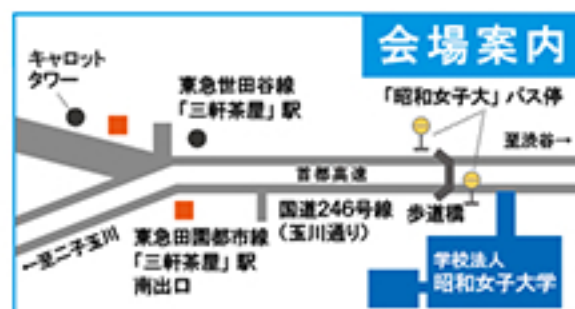 会場案内
キャロット
タワー
東急世田谷線
「三軒茶屋」駅
「昭和女子大」バス停
至渋谷→
首都高速
国道246号線
(玉川通り)
歩道橋
←至二子玉川
東急田園都市線
「三軒茶屋」駅
南出口
学校法人
昭和女子大学